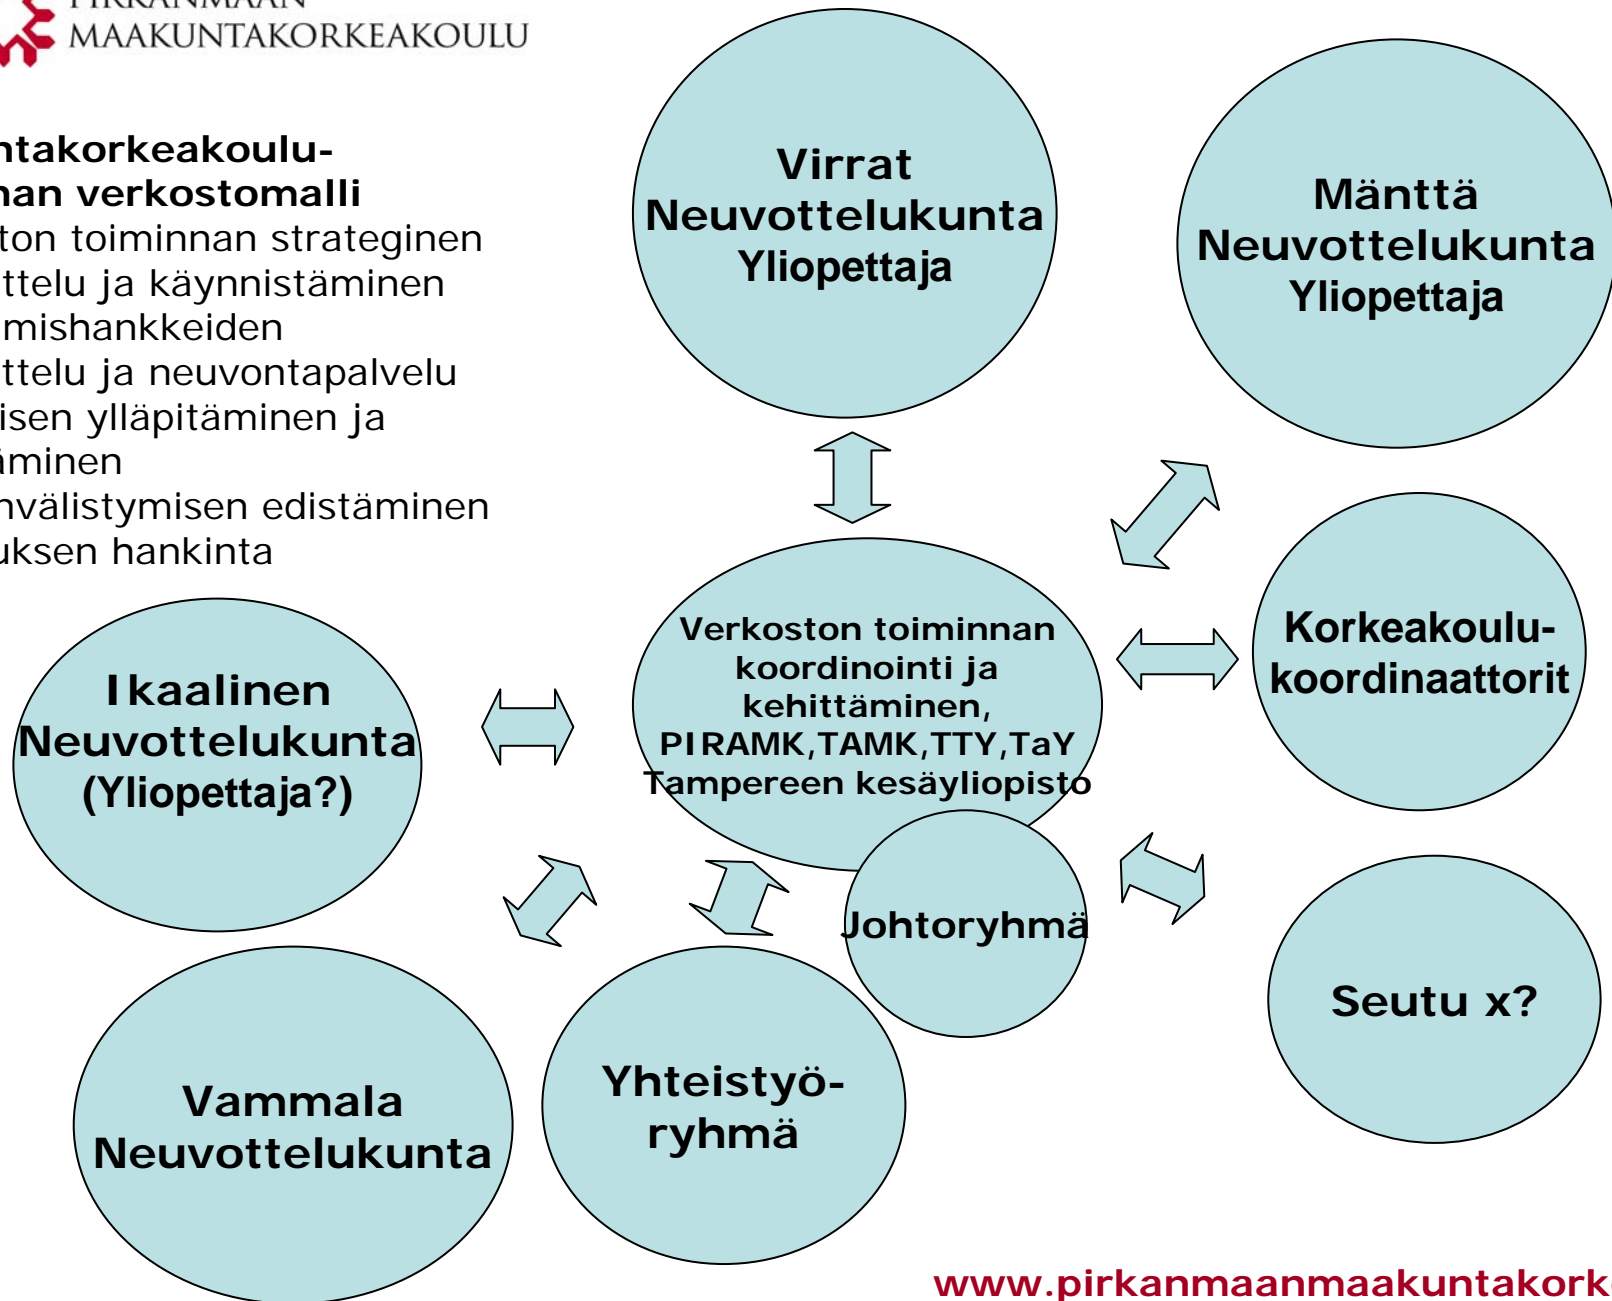 PIRKANMAAN
MAAKUNTAKORKEAKOULU
ntakorkeakoulu-
nan verkostomalli
ton toiminnan strateginen
ttelu ja käynnistäminen
mishankkeiden
ttelu ja neuvontapalvelu
isen ylläpitäminen ja
äminen
nvälistymisen edistäminen
uksen hankinta
Virrat
Neuvottelukunta
Yliopettaja
Mänttä
Neuvottelukunta
Yliopettaja
Verkoston toiminnan
koordinointi ja
kehittäminen,
PIRAMK,TAMK,TTY,TaY
Tampereen kesäyliopisto
Korkeakoulu-
koordinaattorit
Ikaalinen
Neuvottelukunta
(Yliopettaja?)
Johtoryhmä
Seutu x?
Vammala
Neuvottelukunta
Yhteistyö-
ryhmä
www.pirkanmaanmaakuntakork